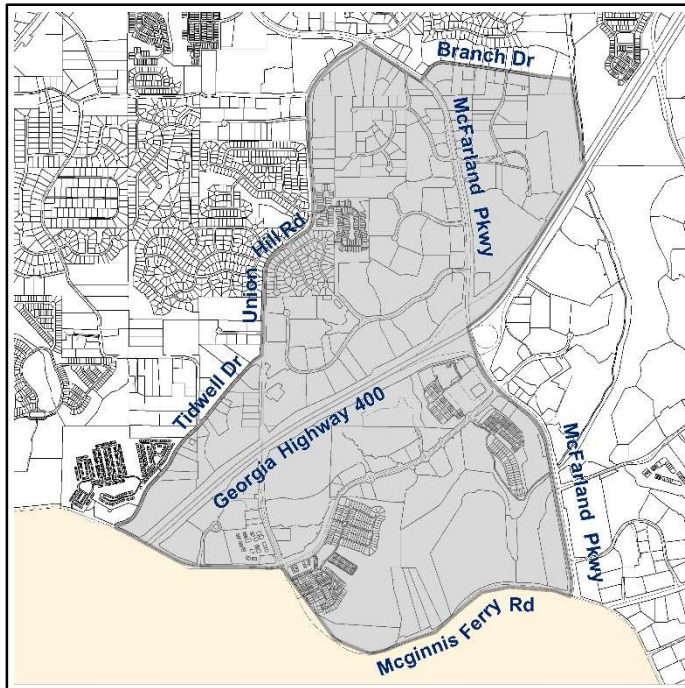 Branch Dr
McFarland Pkwy
Union Hill Rd
Tidwell Dr
Georgia Highway 400
McFarland Pkwy
Mcginnis Ferry Rd